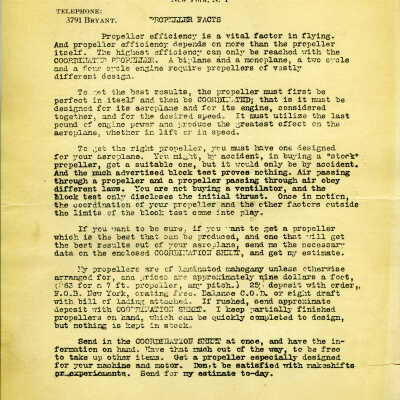 New York, N. Y
TELEPHONE:
3791 BRYANT.
PROPELLER FACTS
Propeller efficiency is a vital factor in flying.
And propeller efficiency depends on more than the propeller
itself. The highest efficiency can only be reached with the
COORDINATED PROPELLER. A biplane and a monoplane, a two cycle
and a four cycle engine require propellers of vastly
different design.
To get the best results, the propeller must first be
perfect in itself and then be COORDINATED; that is it must be
designed for its aeroplane and for its engine, considered
together, and for the desired speed. It must utilize the last
pound of engine power and produce the greatest effect on the
aeroplane, whether in lift or in speed.
To get the right propeller, you must have one designed
for your aeroplane. You might, by accident, in buying a "stock"
propeller, get a suitable one, but it would only be by accident.
And the much advertised block test proves nothing. Air passing
through a propeller and a propeller passing through air obey
different laws. You are not buying a ventilator, and the
block test only discloses the initial thrust. Once in motion,
the coordination of your propeller and the other factors outside
the limits of the block test come into play.
If you want to be sure, if you want to get a propeller
which is the best that can be produced, and one that will get
the best results out of your aeroplane, send me the necessary
data on the enclosed COORDINATION SHEET, and get my estimate.
My propellers are of laminated mahogany unless otherwise
arranged for, and prices are approximately nine dollars a foot,
($63 for a 7 ft. propeller, any pitch.) 25% deposit with order,
F.O.B. New York, crating free. Balance C.O.D. or sight draft
with bill of lading attached. If rushed, send approximate
deposit with COORDINATION SHEET. I keep partially finished
propellers on hand, which can be quickly completed to design,
but nothing is kept in stock.
Send in the COORDINATION SHEET at once, and have the in-
formation on hand. Have that much out of the way, to be free
to take up other items. Get a propeller especially designed
for your machine and motor. Don,t be satisfied with makeshifts
or experiments. Send for my estimate to-day.